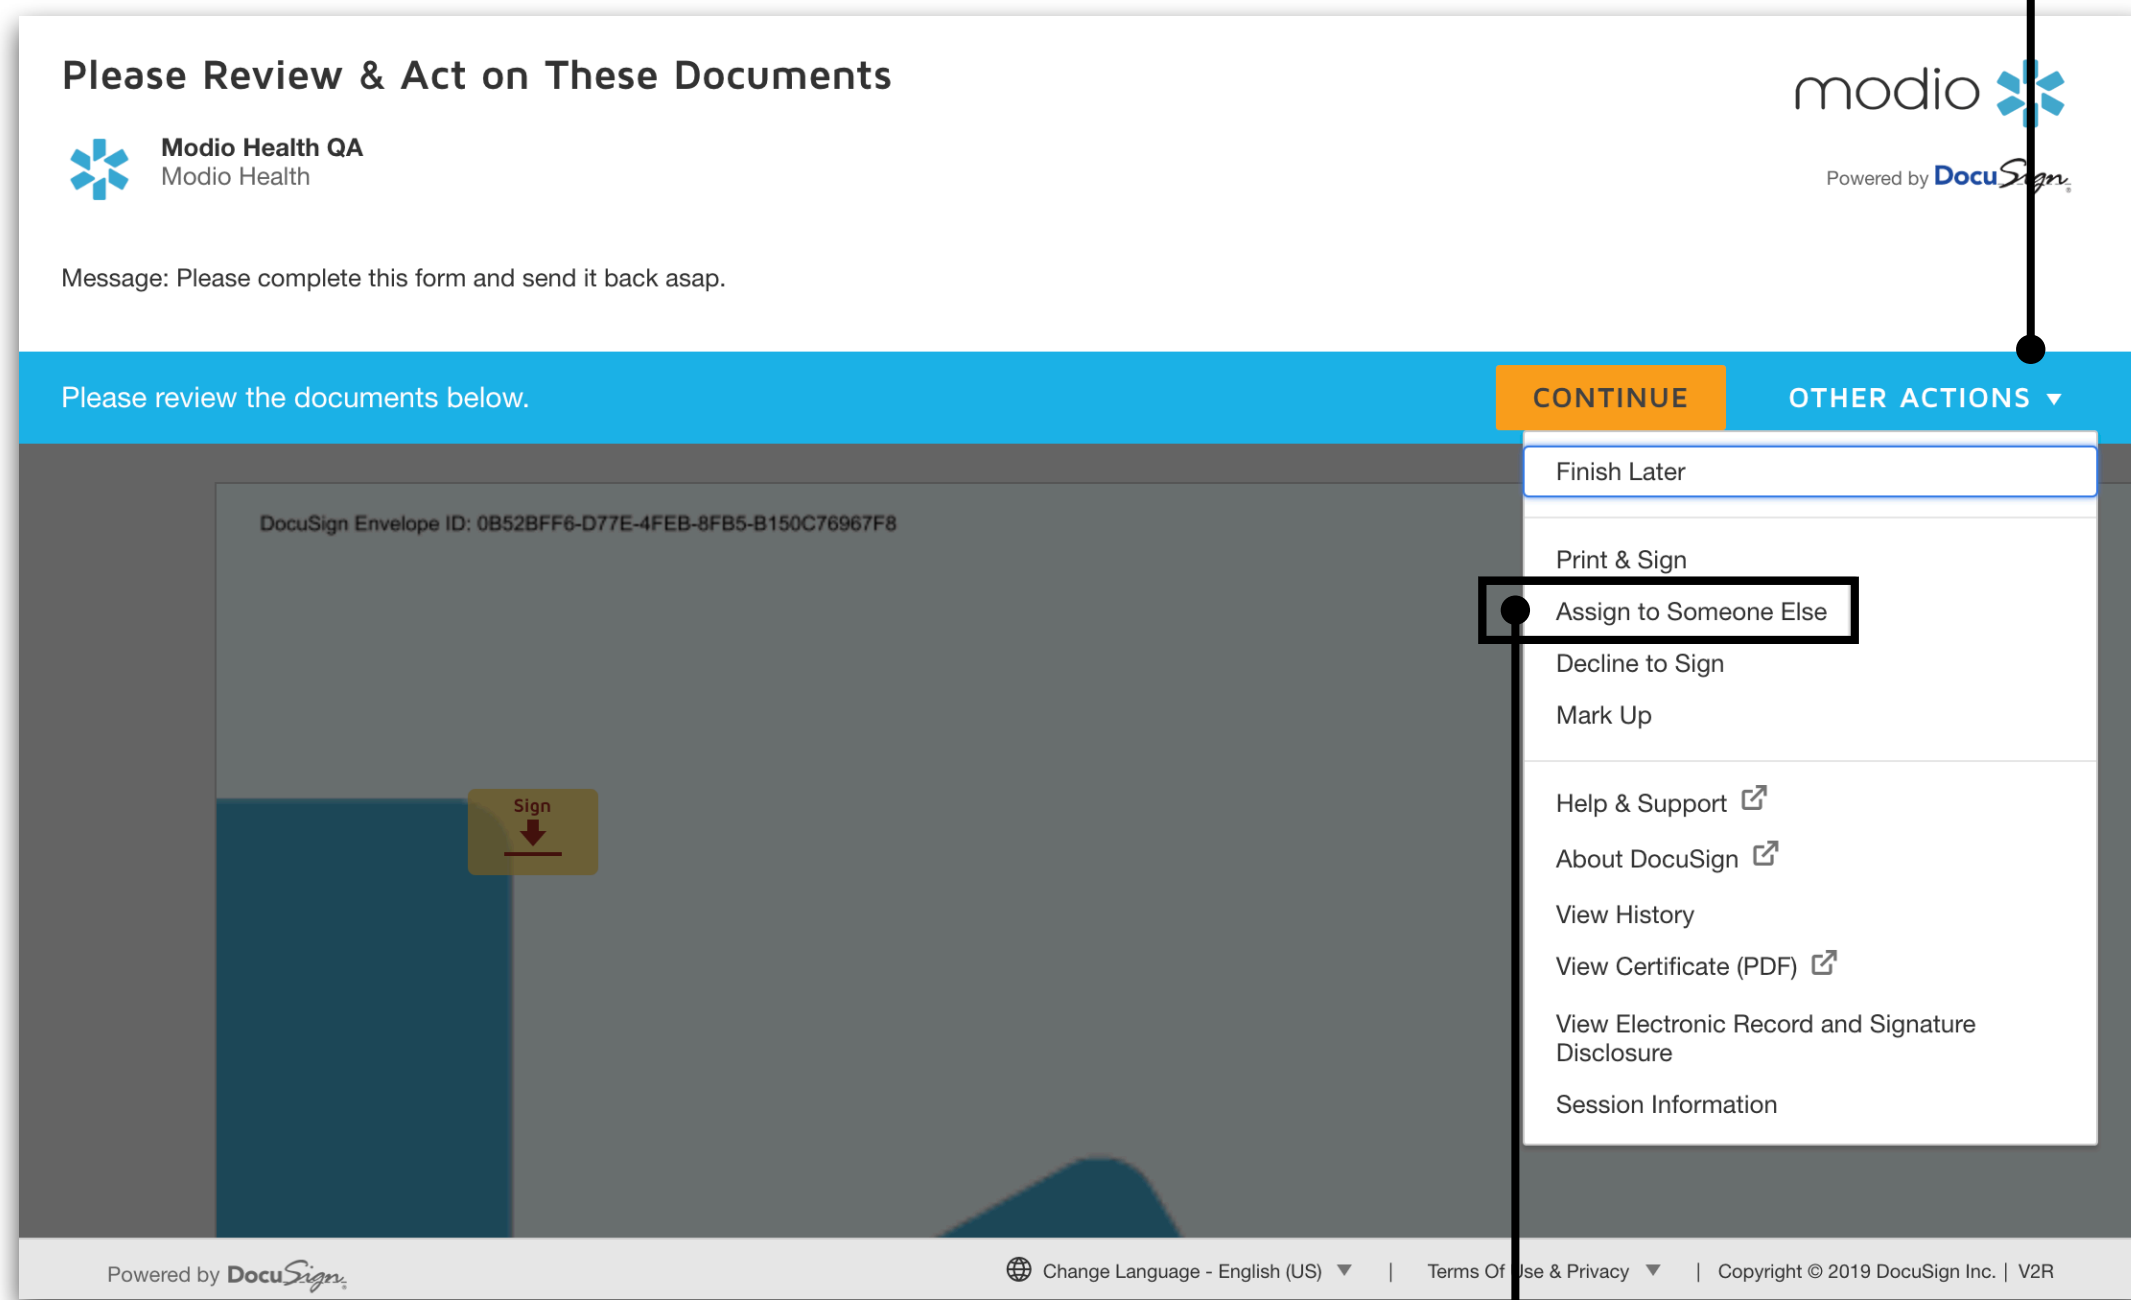 Please Review & Act on These Documents
modio
Modio Health QA
Modio Health
Powered by DocuSign
Message: Please complete this form and send it back asap.
Please review the documents below.
CONTINUE
OTHER ACTIONS
Finish Later
DocuSign Envelope ID: 0B52BFF6-D77E-4FEB-8FB5-B150C76967F8
Print & Sign
Assign to Someone Else
Decline to Sign
Mark Up
Sign
Help & Support
About DocuSign
View History
View Certificate (PDF)
View Electronic Record and Signature
Disclosure
Session Information
Powered by DocuSign
Change Language - English (US) | Terms Of Use & Privacy | Copyright © 2019 DocuSign Inc. | V2R